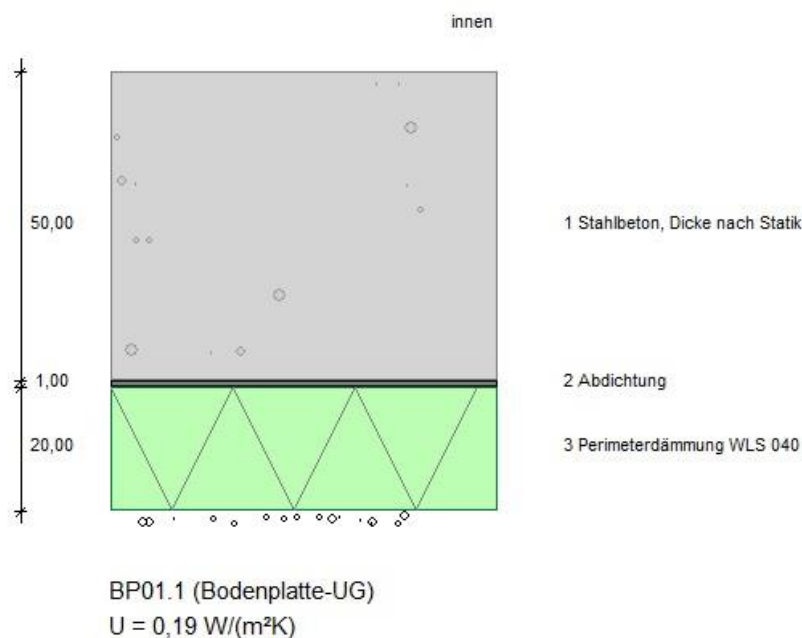 innen
50,00
1 Stahlbeton, Dicke nach Statik
1,00
2 Abdichtung
20,00
3 Perimeterdämmung WLS 040
BP01.1 (Bodenplatte-UG)
U = 0,19 W/(m²K)